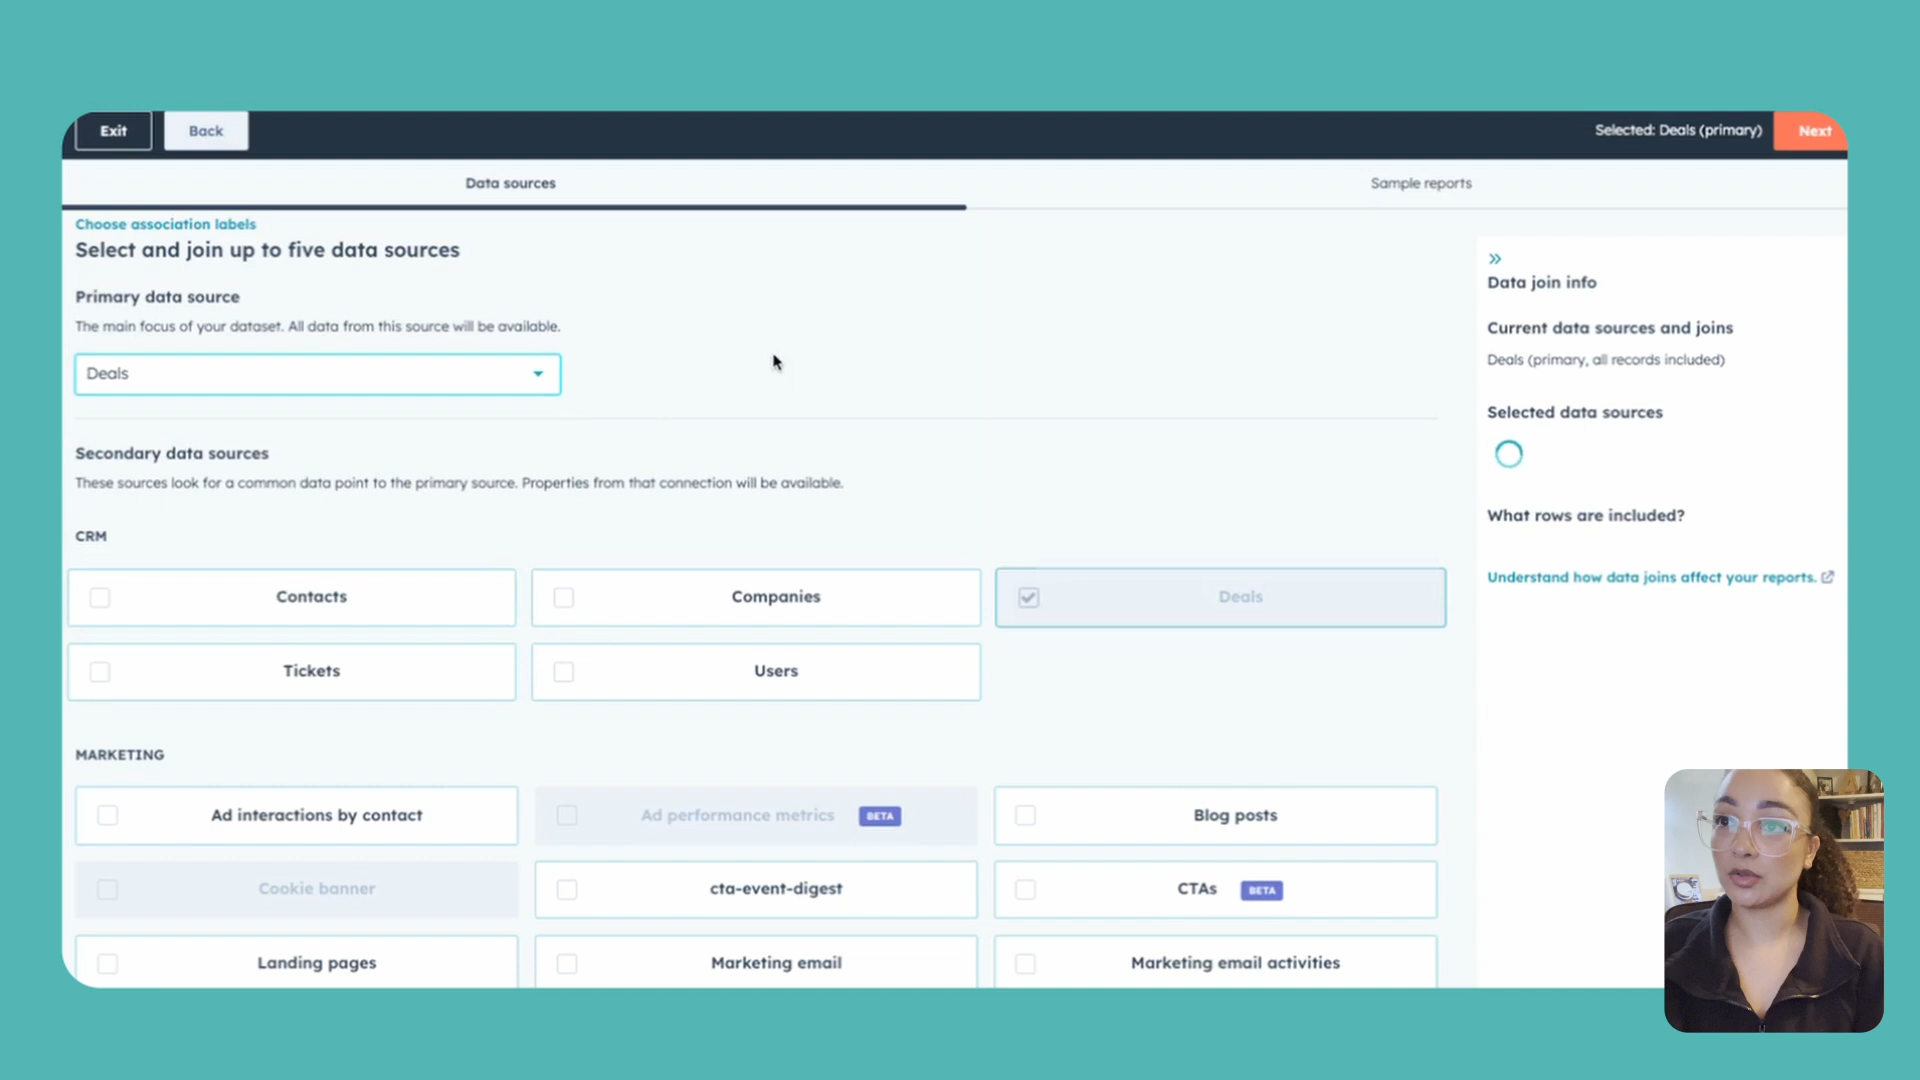 Exit
Back
Selected: Deals (primary)
Next
Data sources
Sample reports
Choose association labels
Select and join up to five data sources
Primary data source
The main focus of your dataset. All data from this source will be available.
Deals
Secondary data sources
These sources look for a common data point to the primary source. Properties from that connection will be available.
CRM
Contacts
Companies
Deals
Tickets
Users
MARKETING
Ad interactions by contact
Ad performance metrics BETA
Blog posts
Cookie banner
cta-event-digest
CTAs BETA
Landing pages
Marketing email
Marketing email activities
»
Data join info
Current data sources and joins
Deals (primary, all records included)
Selected data sources
What rows are included?
Understand how data joins affect your reports.